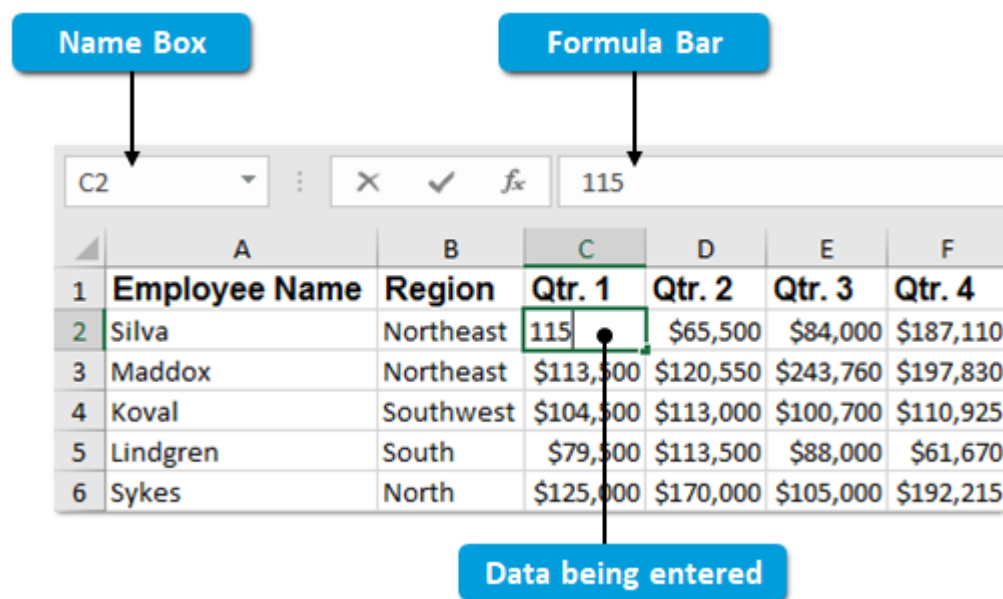 Name Box
Formula Bar
C2 fx 115
A B C D E F
1 Employee Name Region Qtr. 1 Qtr. 2 Qtr. 3 Qtr. 4
2 Silva Northeast 115 $65,500 $84,000 $187,110
3 Maddox Northeast $113,500 $120,550 $243,760 $197,830
4 Koval Southwest $104,500 $113,000 $100,700 $110,925
5 Lindgren South $79,500 $113,500 $88,000 $61,670
6 Sykes North $125,000 $170,000 $105,000 $192,215
Data being entered